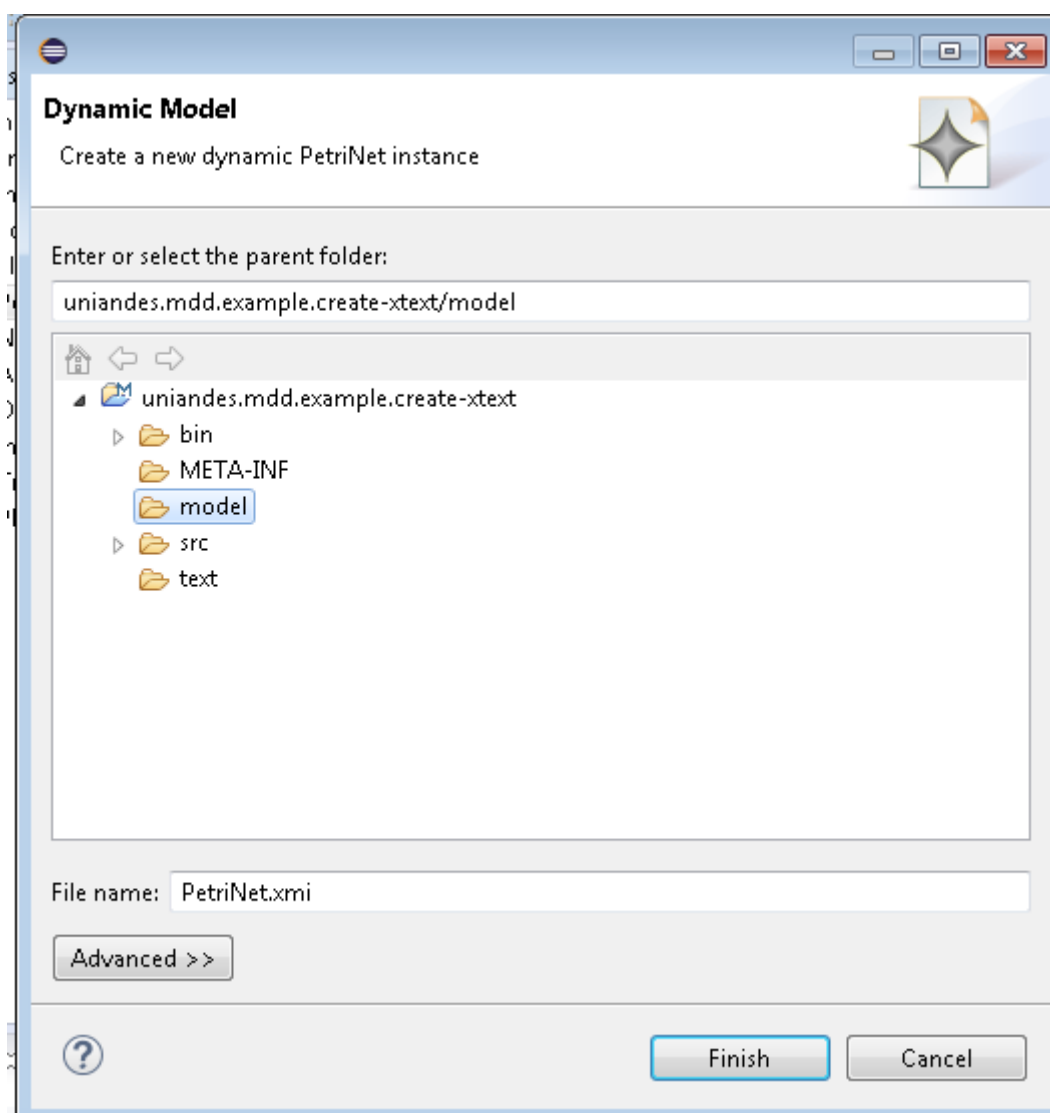 Dynamic Model
Create a new dynamic PetriNet instance
Enter or select the parent folder:
uniandes.mdd.example.create-xtext/model
uniandes.mdd.example.create-xtext
bin
META-INF
model
src
text
File name: PetriNet.xmi
Advanced >>
Finish Cancel